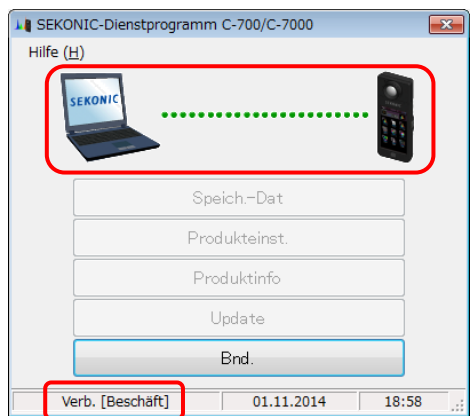 SEKONIC-Dienstprogramm C-700/C-7000
Hilfe (H)
SEKONIC
Speich.-Dat
Produkteinst.
Produktinfo
Update
Bnd.
Verb. [Beschäft] 01.11.2014 18:58